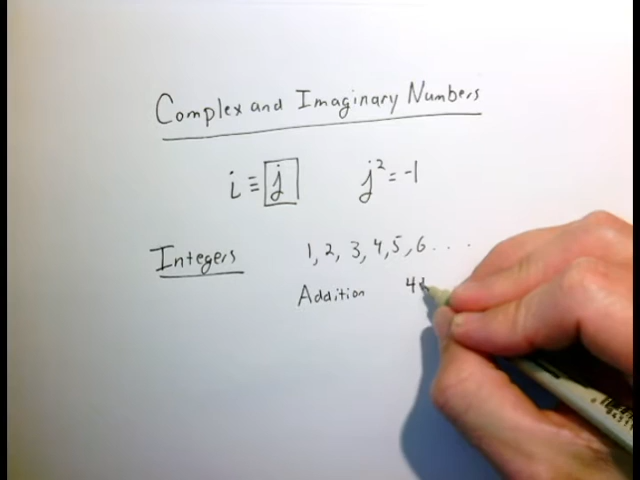 Complex and Imaginary Numbers
i ≡ j j² = -1
Integers 1, 2, 3, 4, 5, 6 . . .
Addition 4+